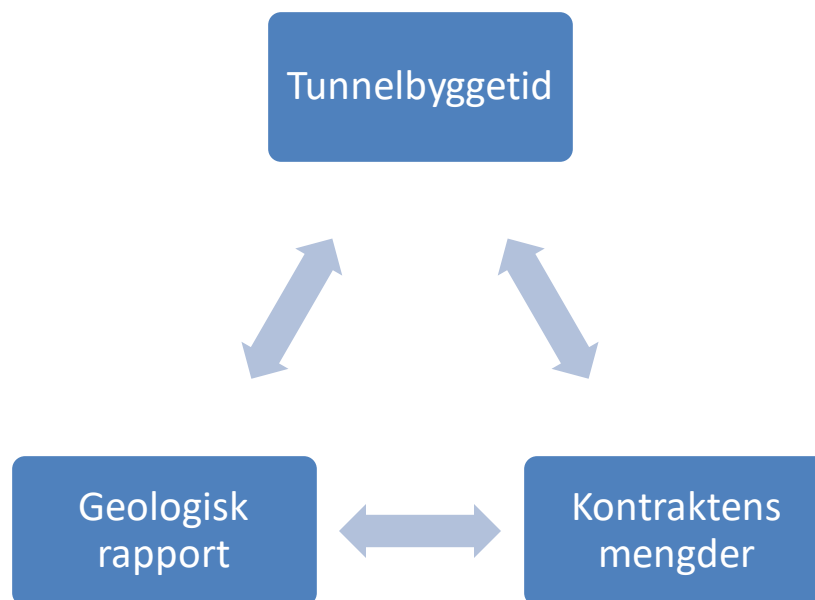 Tunnelbyggetid
Geologisk
rapport
Kontraktens
mengder